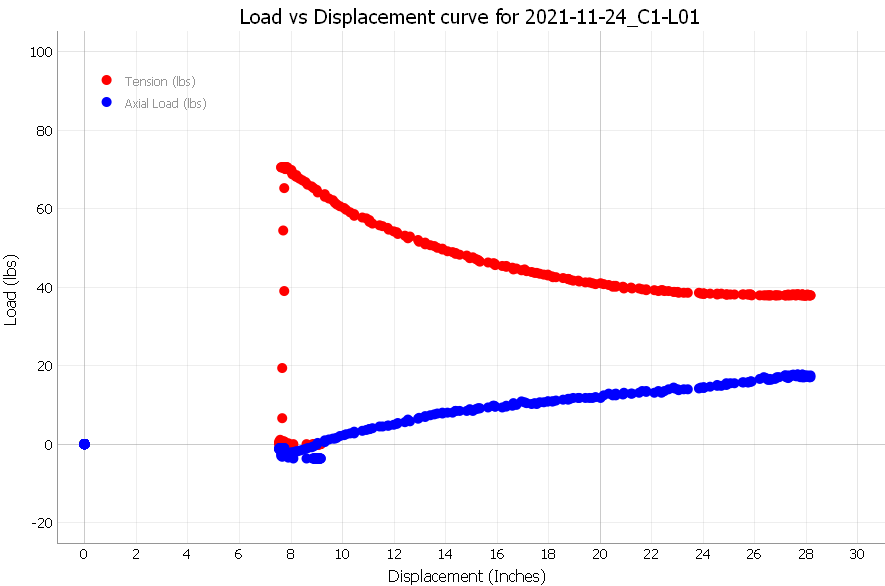 Load vs Displacement curve for 2021-11-24_C1-L01
100
Tension (lbs)
Axial Load (lbs)
80
60
40
20
0
-20
Load (lbs)
0 2 4 6 8 10 12 14 16 18 20 22 24 26 28 30
Displacement (Inches)